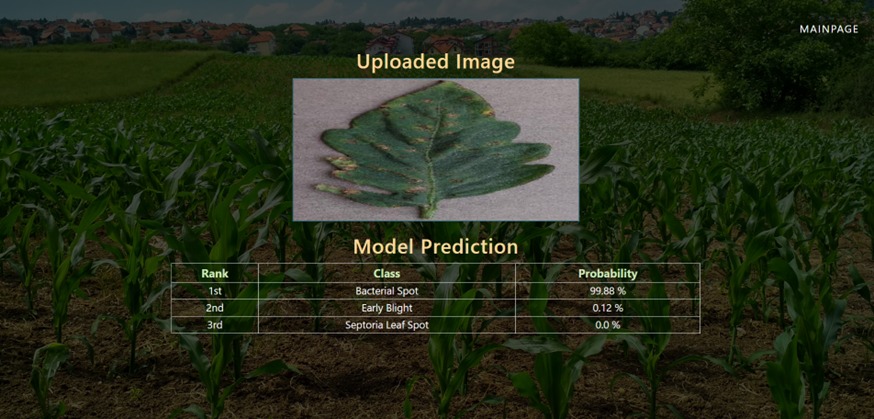 MAINPAGE
Uploaded Image
Model Prediction
Rank Class Probability
1st Bacterial Spot 99.88 %
2nd Early Blight 0.12 %
3rd Septoria Leaf Spot 0.0 %